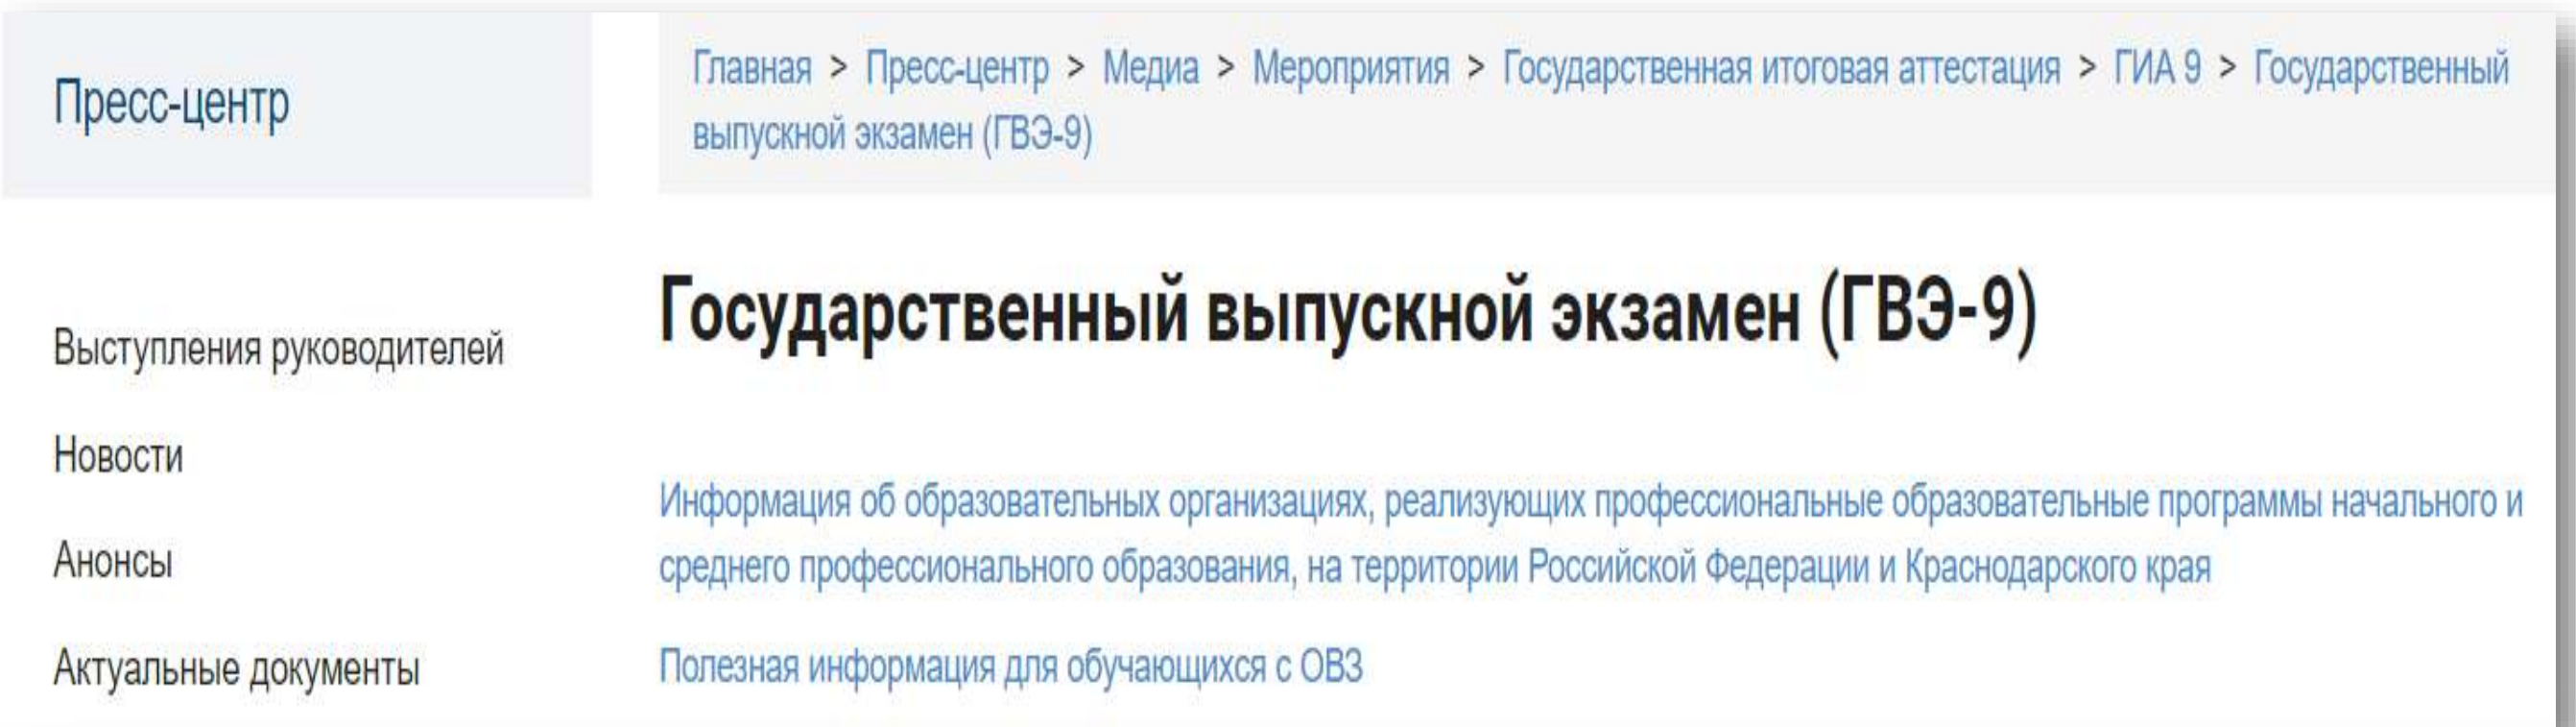 Пресс-центр
Главная > Пресс-центр > Медиа > Мероприятия > Государственная итоговая аттестация > ГИА 9 > Государственный
выпускной экзамен (ГВЭ-9)
Выступления руководителей
Новости
Анонсы
Актуальные документы
Государственный выпускной экзамен (ГВЭ-9)
Информация об образовательных организациях, реализующих профессиональные образовательные программы начального и
среднего профессионального образования, на территории Российской Федерации и Краснодарского края
Полезная информация для обучающихся с ОВЗ